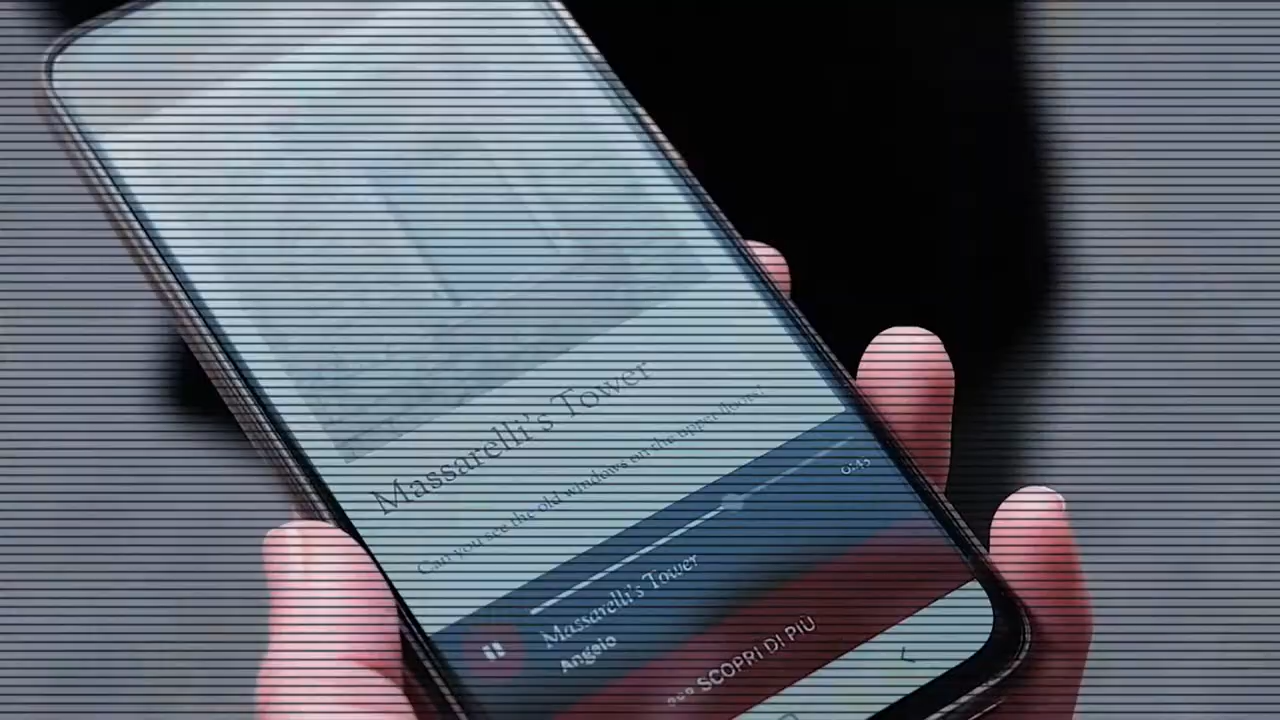 Massarelli's Tower
Can you see the old windows on the upper floors?
0:45
Massarelli's Tower
Angelo
SCOPRI DI PIÙ